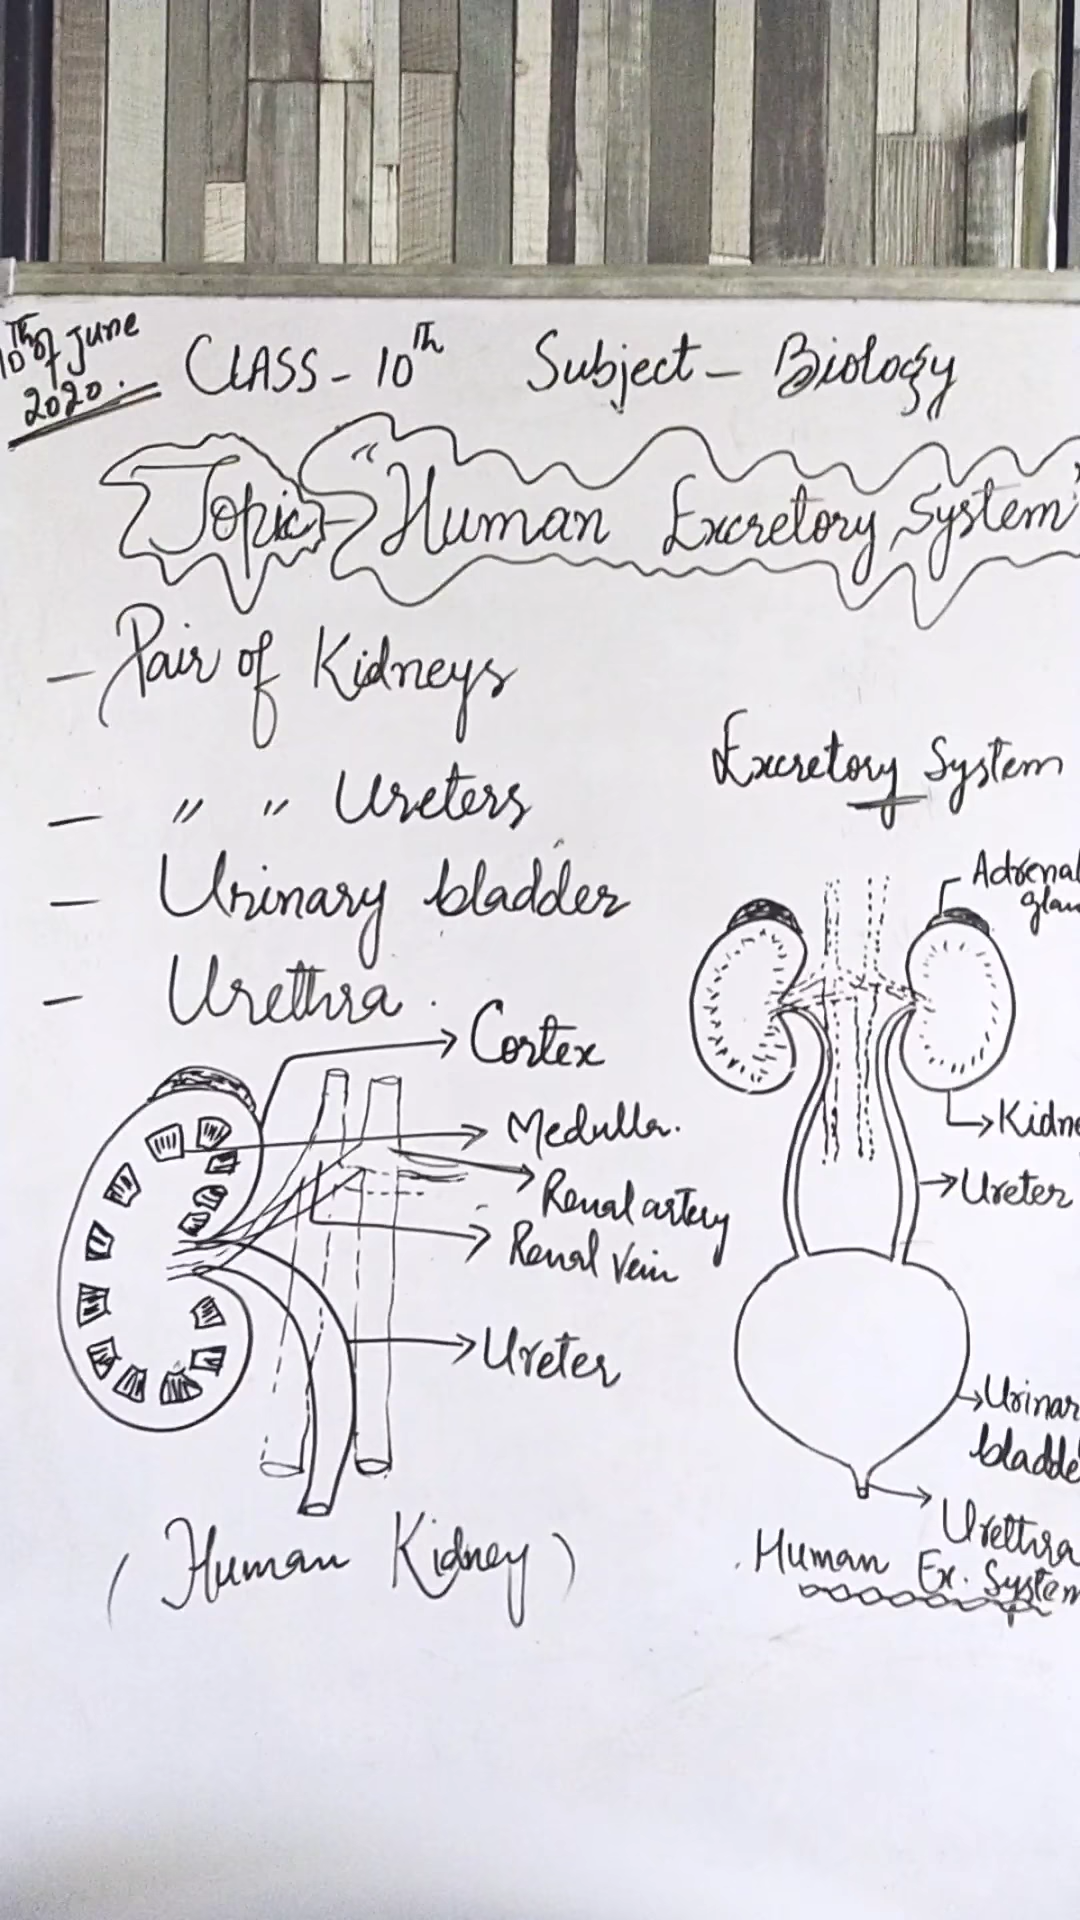 10th of June
2020.
CLASS - 10th Subject - Biology
Topic - "Human Excretory System"
- Pair of Kidneys
- " " Ureters
- Urinary bladder
- Urethra.
Cortex
Medulla.
Renal artery
Renal Vein
Ureter
(Human Kidney)
Excretory System
Adrenal
glan
Kidne
Ureter
Urinar
bladde
Urethra
Human Ex. System